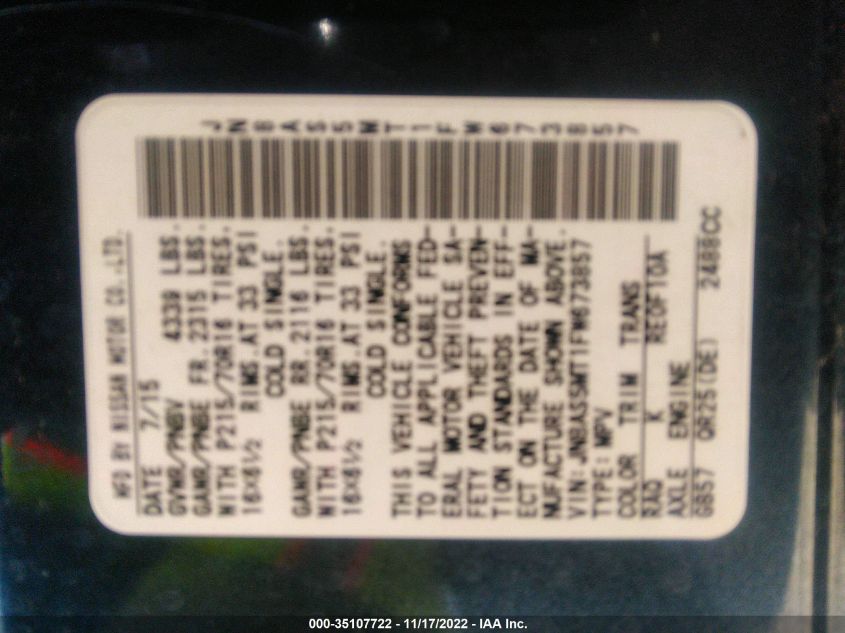 MFD BY NISSAN MOTOR CO.,LTD.
DATE 7/15
GVWR/PNBV 4339 LBS.
GAWR/PNBE FR.2315 LBS.
WITH P215/70R16 TIRES.
16X6½ RIMS.AT 33 PSI
COLD SINGLE.
GAWR/PNBE RR.2116 LBS.
WITH P215/70R16 TIRES.
16X6½ RIMS.AT 33 PSI
COLD SINGLE.
THIS VEHICLE CONFORMS
TO ALL APPLICABLE FED-
ERAL MOTOR VEHICLE SA-
FETY AND THEFT PREVEN-
TION STANDARDS IN EFF-
ECT ON THE DATE OF MA-
NUFACTURE SHOWN ABOVE.
VIN:JN8AS5MT1FW673857
TYPE:MPV
COLOR TRIM TRANS
RAQ K RE0F10A
AXLE ENGINE
GB57 QR25(DE) 2488CC
JN8AS5MT1FW673857
000-35107722 - 11/17/2022 - IAA Inc.